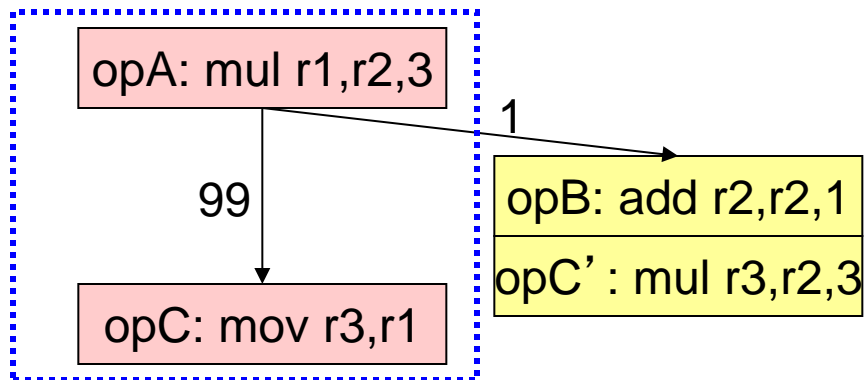 opA: mul r1,r2,3
1
99
opB: add r2,r2,1
opC’: mul r3,r2,3
opC: mov r3,r1